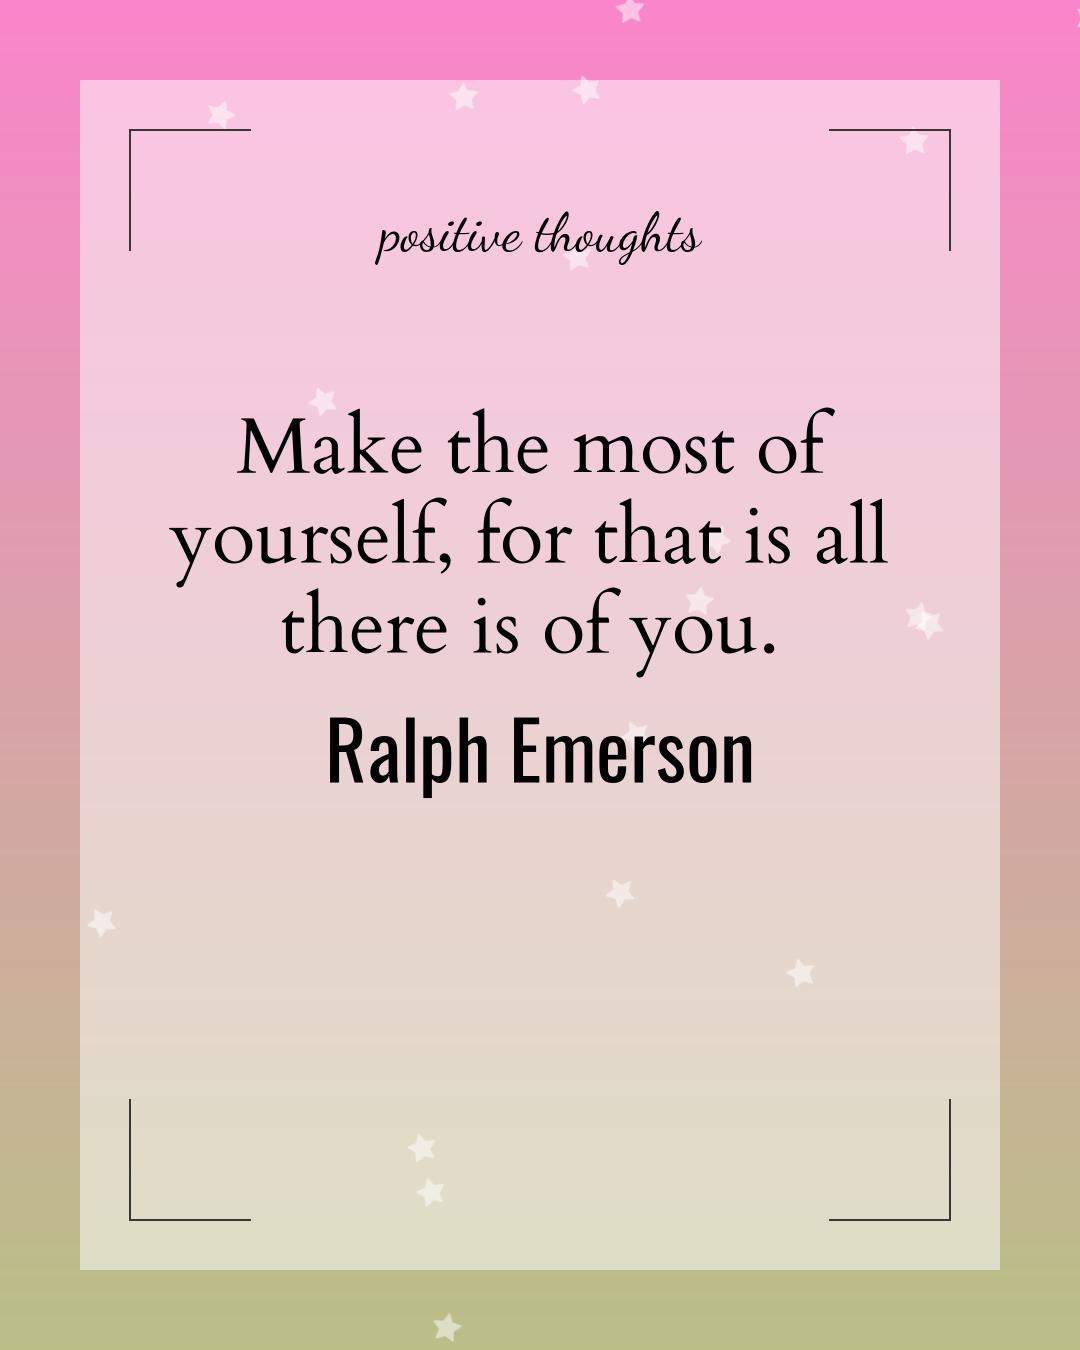 positive thoughts
Make the most of
yourself, for that is all
there is of you.
Ralph Emerson